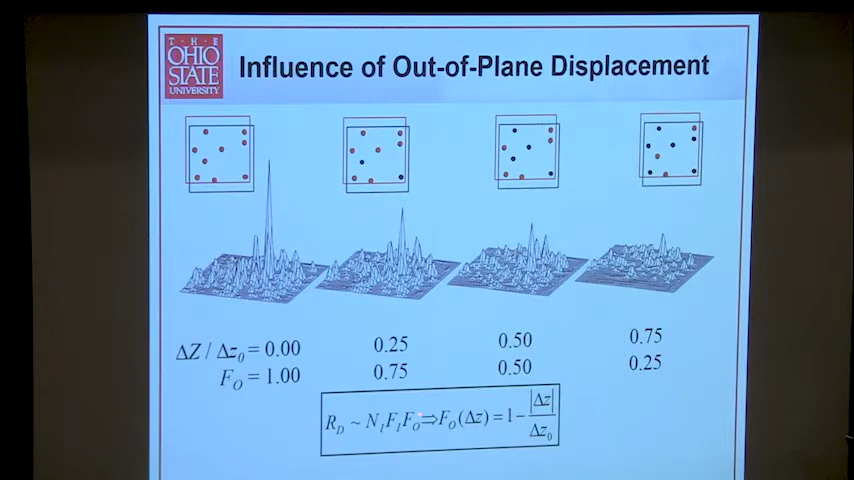 T · H · E
OHIO
STATE
UNIVERSITY
Influence of Out-of-Plane Displacement
ΔZ / Δz₀ = 0.00 0.25 0.50 0.75
F_O = 1.00 0.75 0.50 0.25
R_D ~ N_I F_I F_O ⇒ F_O (Δz) = 1 − |Δz| / Δz₀